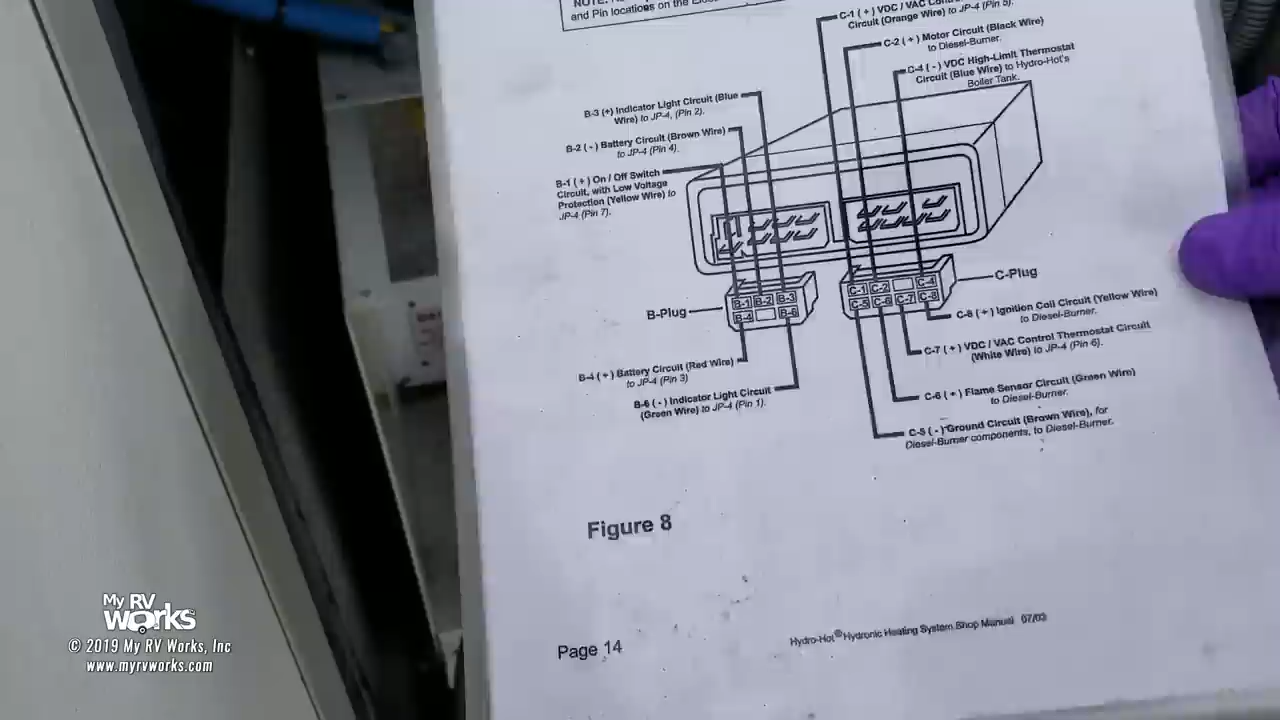 NOTE:
and Pin locations on the
C-1 (+) VDC / VAC
Circuit (Orange Wire) to JP-4 (Pin 5).
C-2 (+) Motor Circuit (Black Wire)
to Diesel-Burner.
C-4 (-) VDC High-Limit Thermostat
Circuit (Blue Wire) to Hydro-Hot's
Boiler Tank.
B-3 (+) Indicator Light Circuit (Blue
Wire) to JP-4, (Pin 2).
B-2 (-) Battery Circuit (Brown Wire)
to JP-4 (Pin 4).
B-1 (+) On / Off Switch
Circuit, with Low Voltage
Protection (Yellow Wire) to
JP-4 (Pin 7).
B-Plug
B-1 B-2 B-3
B-4 B-6
C-1 C-2 C-4
C-5 C-6 C-7 C-8
C-Plug
C-8 (+) Ignition Coil Circuit (Yellow Wire)
to Diesel-Burner.
C-7 (+) VDC / VAC Control Thermostat Circuit
(White Wire) to JP-4 (Pin 6).
B-4 (+) Battery Circuit (Red Wire)
to JP-4 (Pin 3)
B-6 (-) Indicator Light Circuit
(Green Wire) to JP-4 (Pin 1).
C-6 (+) Flame Sensor Circuit (Green Wire)
to Diesel-Burner.
C-5 (-) Ground Circuit (Brown Wire), for
Diesel-Burner components, to Diesel-Burner.
Figure 8
Page 14
Hydro-Hot® Hydronic Heating System Shop Manual 07/03
My RV
WORKS
© 2019 My RV Works, Inc
www.myrvworks.com